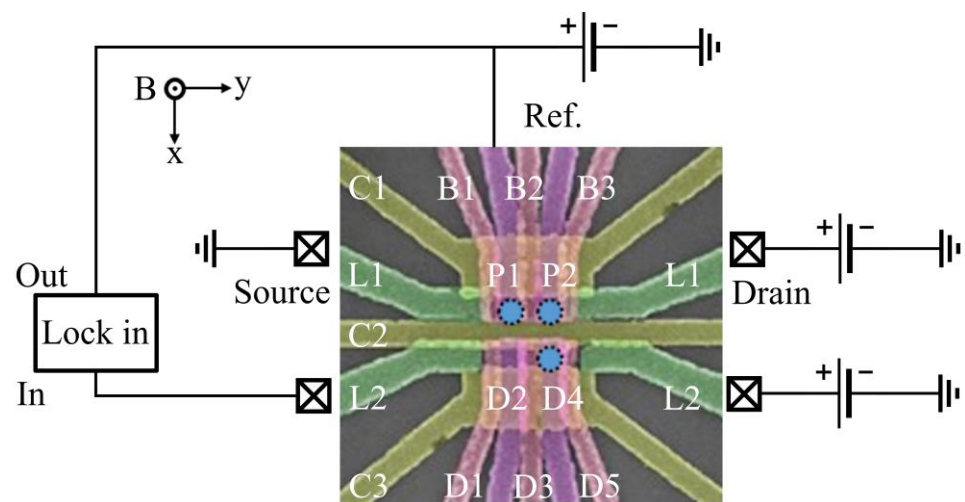 + −
B y
x
Ref.
C1 B1 B2 B3
+ −
Out
Source L1 P1 P2 L1 Drain
Lock in
C2
In
+ −
L2 D2 D4 L2
C3 D1 D3 D5